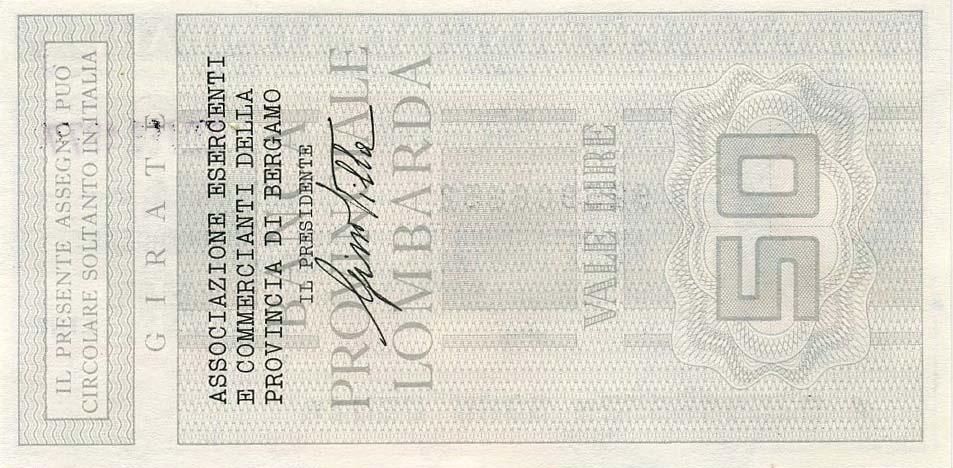 IL PRESENTE ASSEGNO PUO'
CIRCOLARE SOLTANTO IN ITALIA
GIRATE
ASSOCIAZIONE ESERCENTI
E COMMERCIANTI DELLA
PROVINCIA DI BERGAMO
IL PRESIDENTE
BANCA
PROVINCIALE
LOMBARDA
VALE LIRE
50